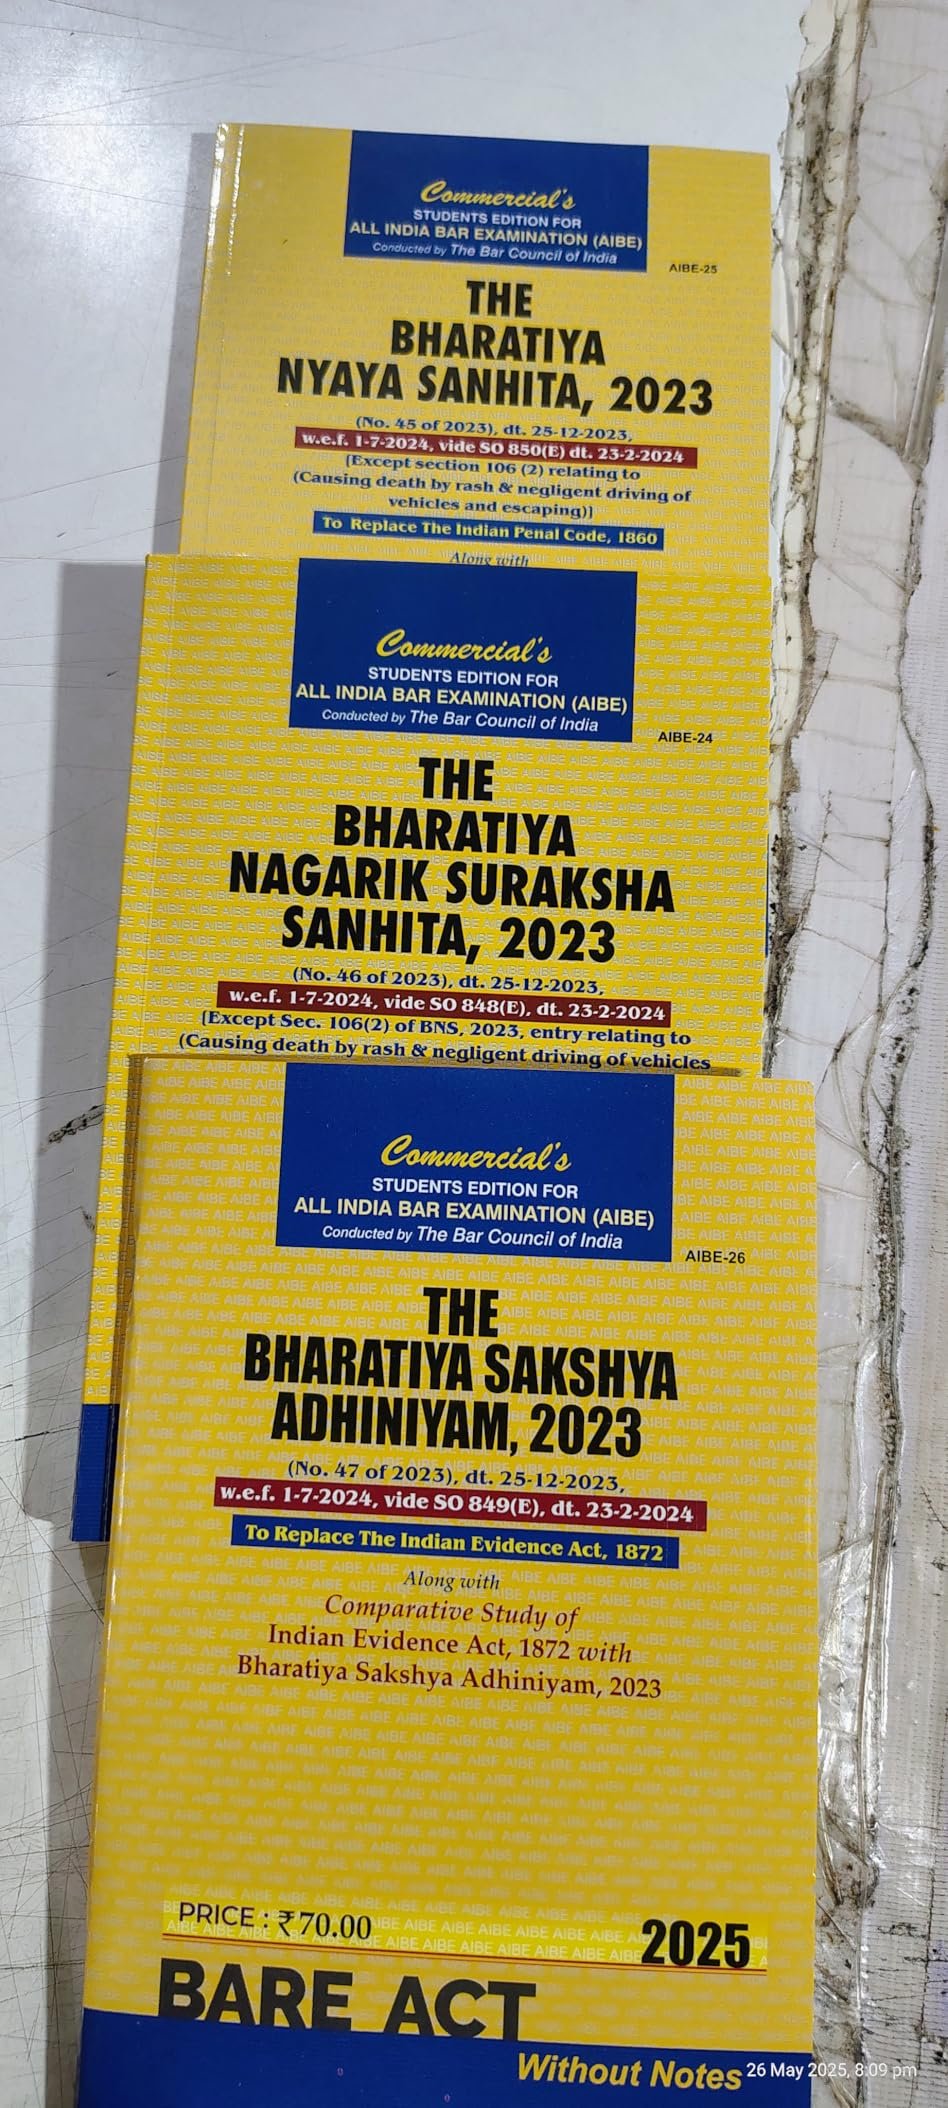 Commercial's
STUDENTS EDITION FOR
ALL INDIA BAR EXAMINATION (AIBE)
Conducted by The Bar Council of India
AIBE-25
THE
BHARATIYA
NYAYA SANHITA, 2023
(No. 45 of 2023), dt. 25-12-2023,
w.e.f. 1-7-2024, vide SO 850(E) dt. 23-2-2024
[Except section 106 (2) relating to
(Causing death by rash & negligent driving of
vehicles and escaping)]
To Replace The Indian Penal Code, 1860
Along with
Commercial's
STUDENTS EDITION FOR
ALL INDIA BAR EXAMINATION (AIBE)
Conducted by The Bar Council of India
AIBE-24
THE
BHARATIYA
NAGARIK SURAKSHA
SANHITA, 2023
(No. 46 of 2023), dt. 25-12-2023,
w.e.f. 1-7-2024, vide SO 848(E), dt. 23-2-2024
[Except Sec. 106(2) of BNS, 2023, entry relating to
(Causing death by rash & negligent driving of vehicles
Commercial's
STUDENTS EDITION FOR
ALL INDIA BAR EXAMINATION (AIBE)
Conducted by The Bar Council of India
AIBE-26
THE
BHARATIYA SAKSHYA
ADHINIYAM, 2023
(No. 47 of 2023), dt. 25-12-2023,
w.e.f. 1-7-2024, vide SO 849(E), dt. 23-2-2024
To Replace The Indian Evidence Act, 1872
Along with
Comparative Study of
Indian Evidence Act, 1872 with
Bharatiya Sakshya Adhiniyam, 2023
PRICE : ₹70.00
2025
BARE ACT
Without Notes
26 May 2025, 8:09 pm